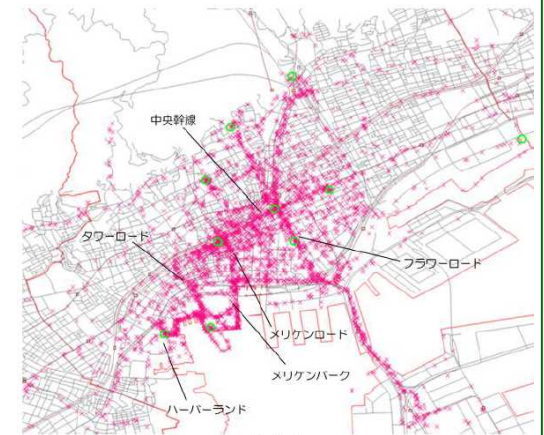 中央幹線
タワーロード
フラワーロード
メリケンロード
メリケンパーク
ハーバーランド